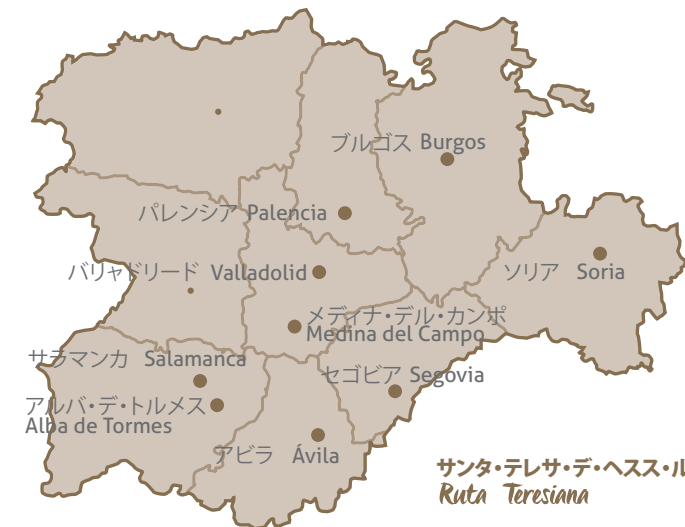 ブルゴス Burgos
パレンシア Palencia
バリャドリード Valladolid
ソリア Soria
メディナ・デル・カンポ
Medina del Campo
サラマンカ Salamanca
セゴビア Segovia
アルバ・デ・トルメス
Alba de Tormes
アビラ Ávila
サンタ・テレサ・デ・ヘスス・ル
Ruta Teresiana